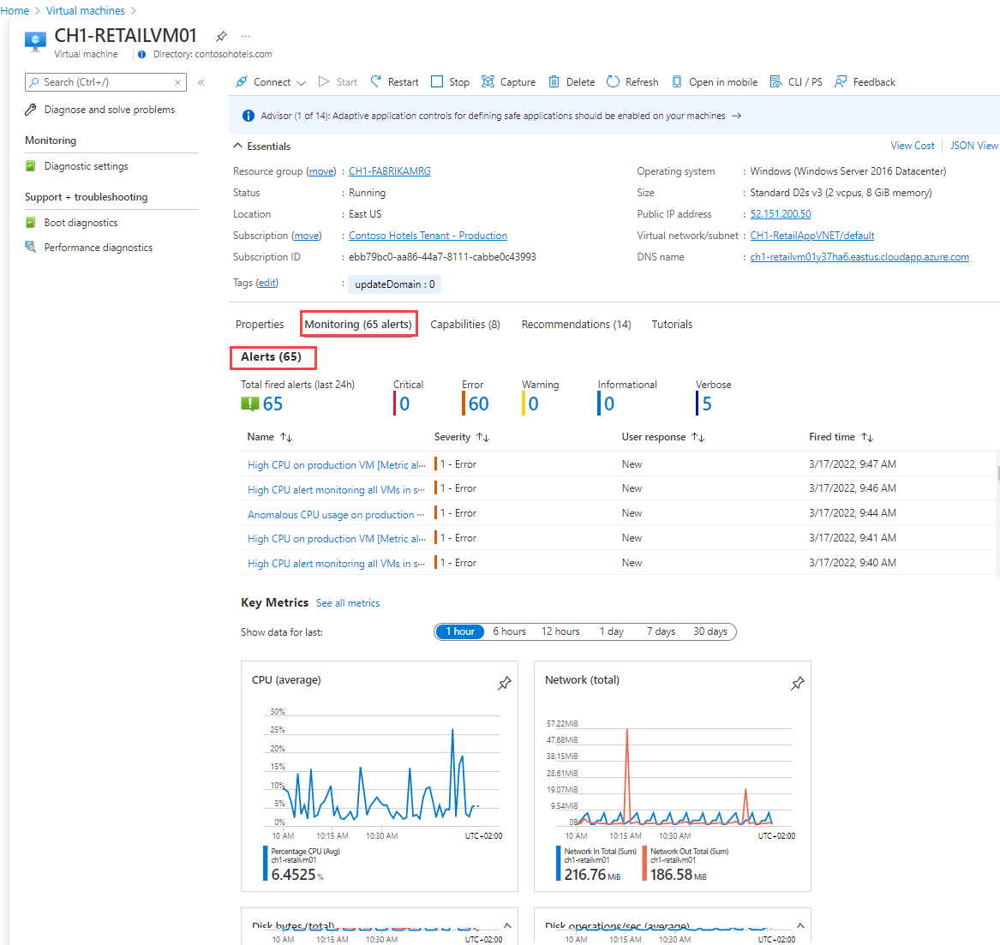 Home > Virtual machines >
CH1-RETAILVM01 ...
Virtual machine Directory: contosohotels.com
Search (Ctrl+/)
Diagnose and solve problems
Monitoring
Diagnostic settings
Support + troubleshooting
Boot diagnostics
Performance diagnostics
Connect Start Restart Stop Capture Delete Refresh Open in mobile CLI / PS Feedback
Advisor (1 of 14): Adaptive application controls for defining safe applications should be enabled on your machines →
Essentials
View Cost JSON View
Resource group (move) : CH1-FABRIKAMRG
Status : Running
Location : East US
Subscription (move) : Contoso Hotels Tenant - Production
Subscription ID : ebb79bc0-aa86-44a7-8111-cabbe0c43993
Operating system : Windows (Windows Server 2016 Datacenter)
Size : Standard D2s v3 (2 vcpus, 8 GiB memory)
Public IP address : 52.151.200.50
Virtual network/subnet : CH1-RetailAppVNET/default
DNS name : ch1-retailvm01y37ha6.eastus.cloudapp.azure.com
Tags (edit) : updateDomain : 0
Properties Monitoring (65 alerts) Capabilities (8) Recommendations (14) Tutorials
Alerts (65)
Total fired alerts (last 24h) Critical Error Warning Informational Verbose
65 0 60 0 0 5
Name Severity User response Fired time
High CPU on production VM [Metric al... 1 - Error New 3/17/2022, 9:47 AM
High CPU alert monitoring all VMs in s... 1 - Error New 3/17/2022, 9:46 AM
Anomalous CPU usage on production ... 1 - Error New 3/17/2022, 9:44 AM
High CPU on production VM [Metric al... 1 - Error New 3/17/2022, 9:41 AM
High CPU alert monitoring all VMs in s... 1 - Error New 3/17/2022, 9:40 AM
Key Metrics See all metrics
Show data for last: 1 hour 6 hours 12 hours 1 day 7 days 30 days
CPU (average)
30%
25%
20%
15%
10%
5%
0%
10 AM 10:15 AM 10:30 AM UTC+02:00
Percentage CPU (Avg)
ch1-retailvm01
6.4525 %
Network (total)
57.22MiB
47.68MiB
38.15MiB
28.61MiB
19.07MiB
9.54MiB
0B
10 AM 10:15 AM 10:30 AM UTC+02:00
Network In Total (Sum) Network Out Total (Sum)
ch1-retailvm01 ch1-retailvm01
216.76 MiB 186.58 MiB
Disk bytes (total)
10 AM 10:15 AM 10:30 AM UTC+02:00
Disk operations/sec (average)
10 AM 10:15 AM 10:30 AM UTC+02:00